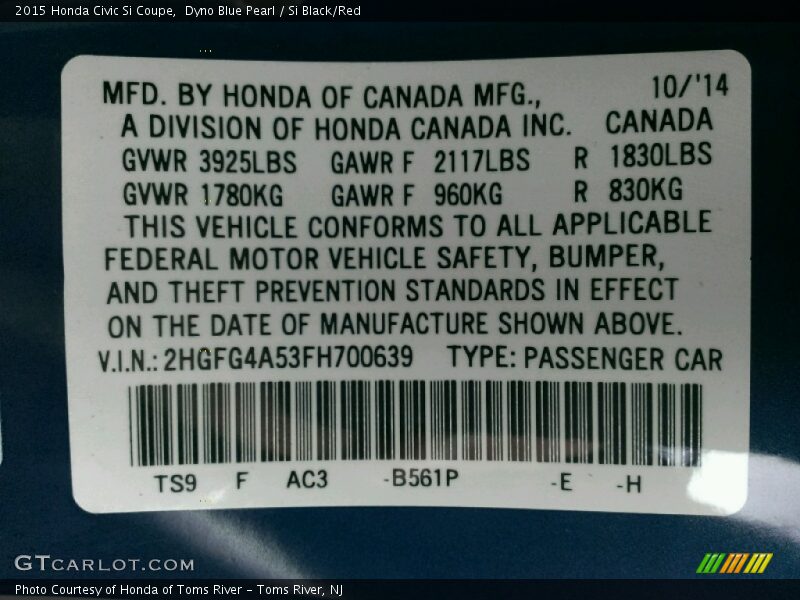 2015 Honda Civic Si Coupe, Dyno Blue Pearl / Si Black/Red
MFD. BY HONDA OF CANADA MFG., 10/'14
A DIVISION OF HONDA CANADA INC. CANADA
GVWR 3925LBS GAWR F 2117LBS R 1830LBS
GVWR 1780KG GAWR F 960KG R 830KG
THIS VEHICLE CONFORMS TO ALL APPLICABLE
FEDERAL MOTOR VEHICLE SAFETY, BUMPER,
AND THEFT PREVENTION STANDARDS IN EFFECT
ON THE DATE OF MANUFACTURE SHOWN ABOVE.
V.I.N.: 2HGFG4A53FH700639 TYPE: PASSENGER CAR
TS9 F AC3 -B561P -E -H
GTCARLOT.COM
Photo Courtesy of Honda of Toms River - Toms River, NJ